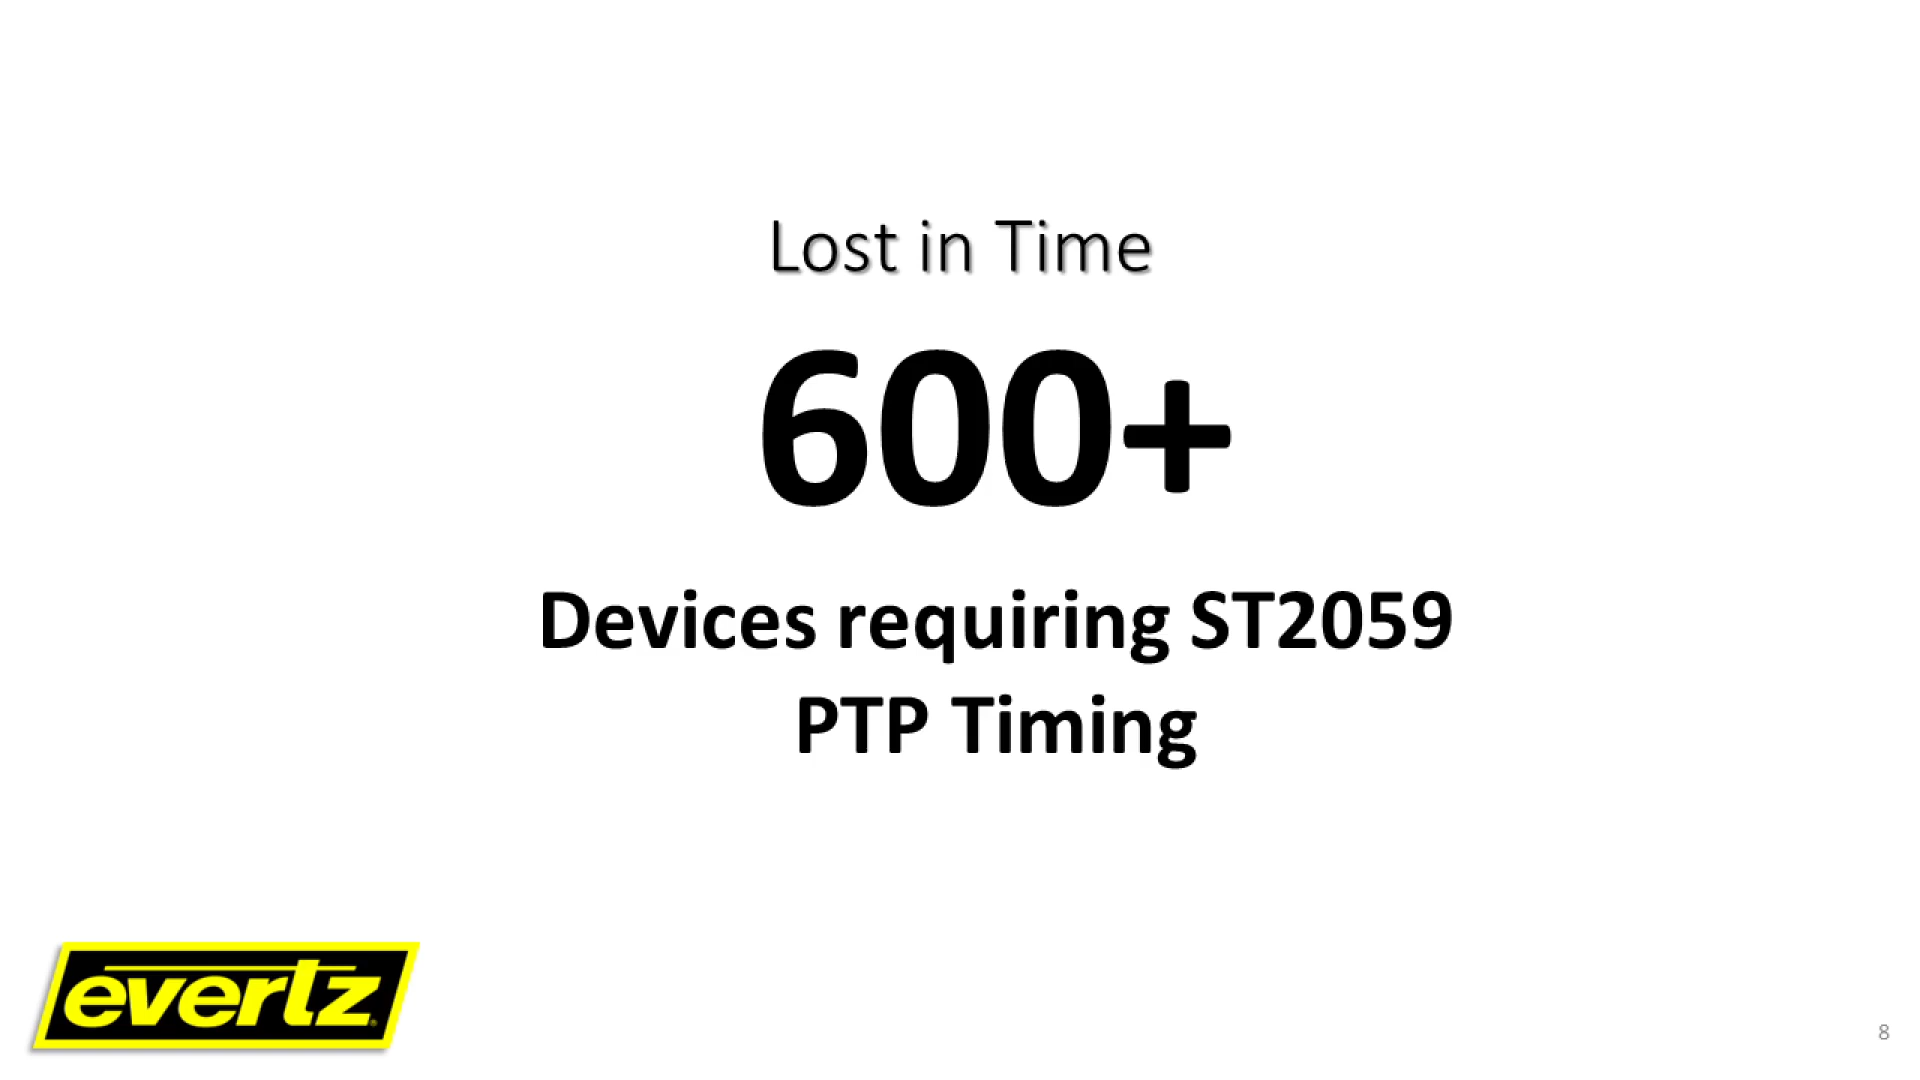 Lost in Time
600+
Devices requiring ST2059
PTP Timing
evertz
8